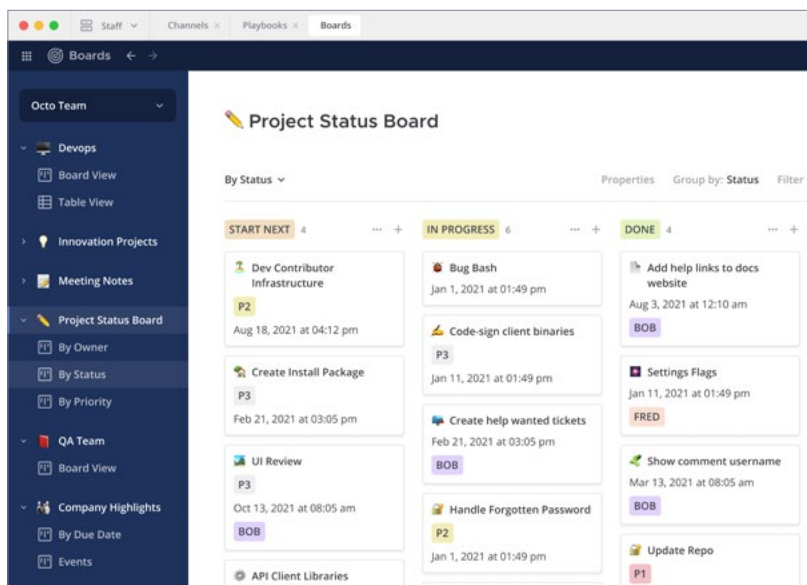 Staff
Channels ×
Playbooks ×
Boards
Boards
Octo Team
Devops
Board View
Table View
Innovation Projects
Meeting Notes
Project Status Board
By Owner
By Status
By Priority
QA Team
Board View
Company Highlights
By Due Date
Events
Project Status Board
By Status
Properties
Group by: Status
Filter
START NEXT 4
Dev Contributor
Infrastructure
P2
Aug 18, 2021 at 04:12 pm
Create Install Package
P3
Feb 21, 2021 at 03:05 pm
UI Review
P3
Oct 13, 2021 at 08:05 am
BOB
API Client Libraries
IN PROGRESS 6
Bug Bash
Jan 1, 2021 at 01:49 pm
Code-sign client binaries
P3
Jan 11, 2021 at 01:49 pm
Create help wanted tickets
Feb 21, 2021 at 03:05 pm
BOB
Handle Forgotten Password
P2
Jan 1, 2021 at 01:49 pm
DONE 4
Add help links to docs
website
Aug 3, 2021 at 12:10 am
BOB
Settings Flags
Jan 11, 2021 at 01:49 pm
FRED
Show comment username
Mar 13, 2021 at 08:05 am
BOB
Update Repo
P1